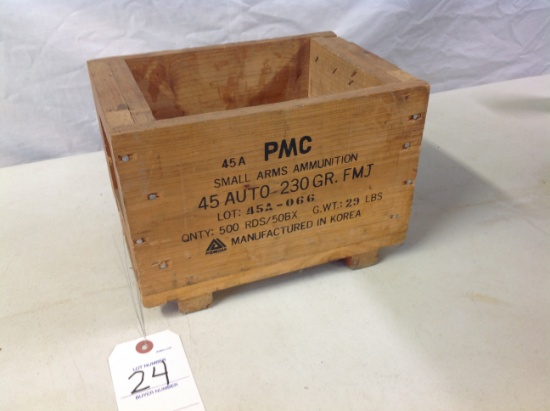 45A PMC
SMALL ARMS AMMUNITION
45 AUTO-230 GR. FMJ
LOT: 45A-066
QNTY: 500 RDS/50BX G.WT: 29 LBS
MANUFACTURED IN KOREA
LOT NUMBER
24
BUYER NUMBER